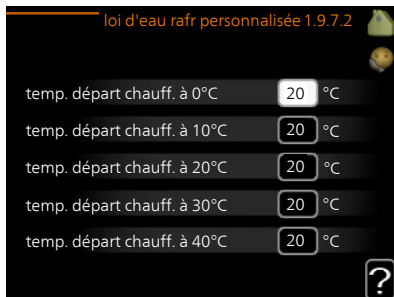 loi d'eau rafr personnalisée 1.9.7.2
temp. départ chauff. à 0°C 20 °C
temp. départ chauff. à 10°C 20 °C
temp. départ chauff. à 20°C 20 °C
temp. départ chauff. à 30°C 20 °C
temp. départ chauff. à 40°C 20 °C
?